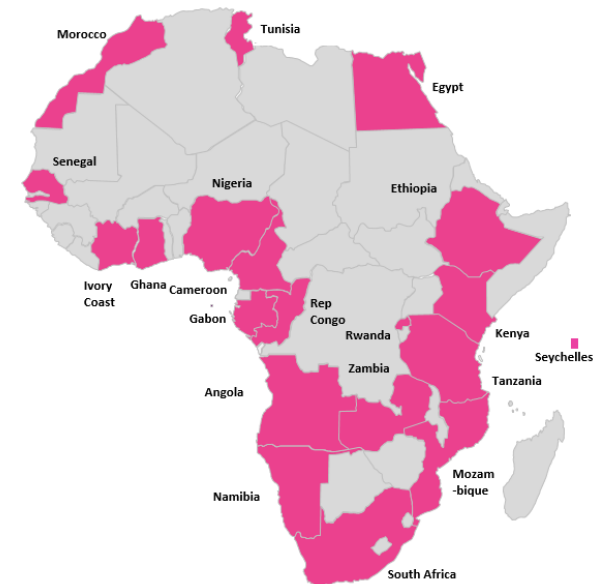 Morocco
Tunisia
Egypt
Senegal
Nigeria
Ethiopia
Ivory
Coast
Ghana
Cameroon
Gabon
Rep
Congo
Rwanda
Kenya
Seychelles
Zambia
Tanzania
Angola
Mozam
-bique
Namibia
South Africa